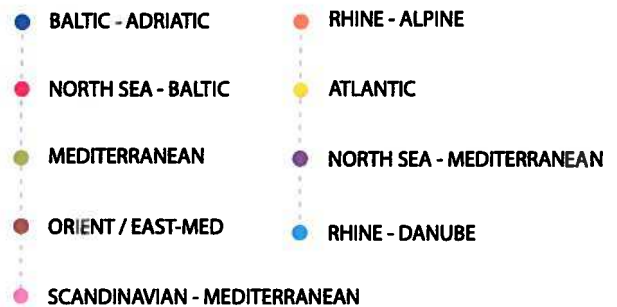 BALTIC - ADRIATIC
NORTH SEA - BALTIC
MEDITERRANEAN
ORIENT / EAST-MED
SCANDINAVIAN - MEDITERRANEAN
RHINE - ALPINE
ATLANTIC
NORTH SEA - MEDITERRANEAN
RHINE - DANUBE